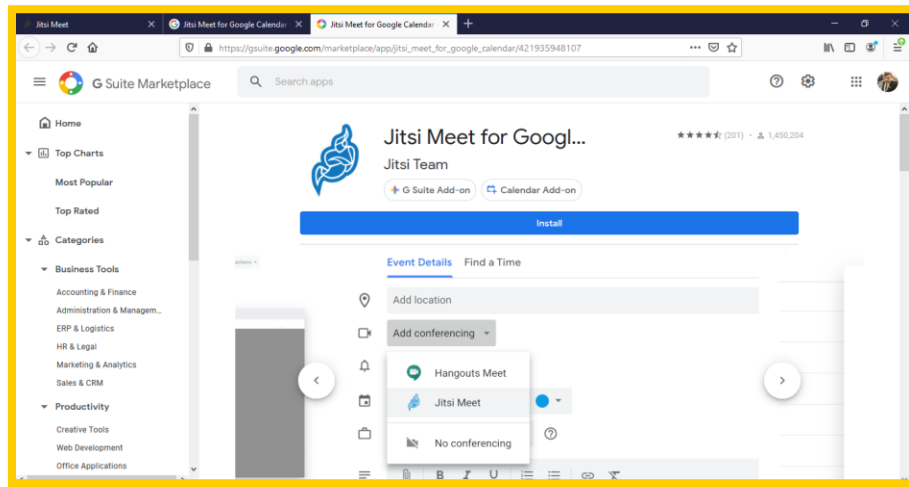 Jitsi Meet
Jitsi Meet for Google Calendar
Jitsi Meet for Google Calendar
https://gsuite.google.com/marketplace/app/jitsi_meet_for_google_calendar/421935948107
G Suite Marketplace
Search apps
Home
Top Charts
Most Popular
Top Rated
Categories
Business Tools
Accounting & Finance
Administration & Managem...
ERP & Logistics
HR & Legal
Marketing & Analytics
Sales & CRM
Productivity
Creative Tools
Web Development
Office Applications
Jitsi Meet for Googl...
(201)
1,450,204
Jitsi Team
G Suite Add-on
Calendar Add-on
Install
Event Details Find a Time
Add location
Add conferencing
Hangouts Meet
Jitsi Meet
No conferencing
B I U